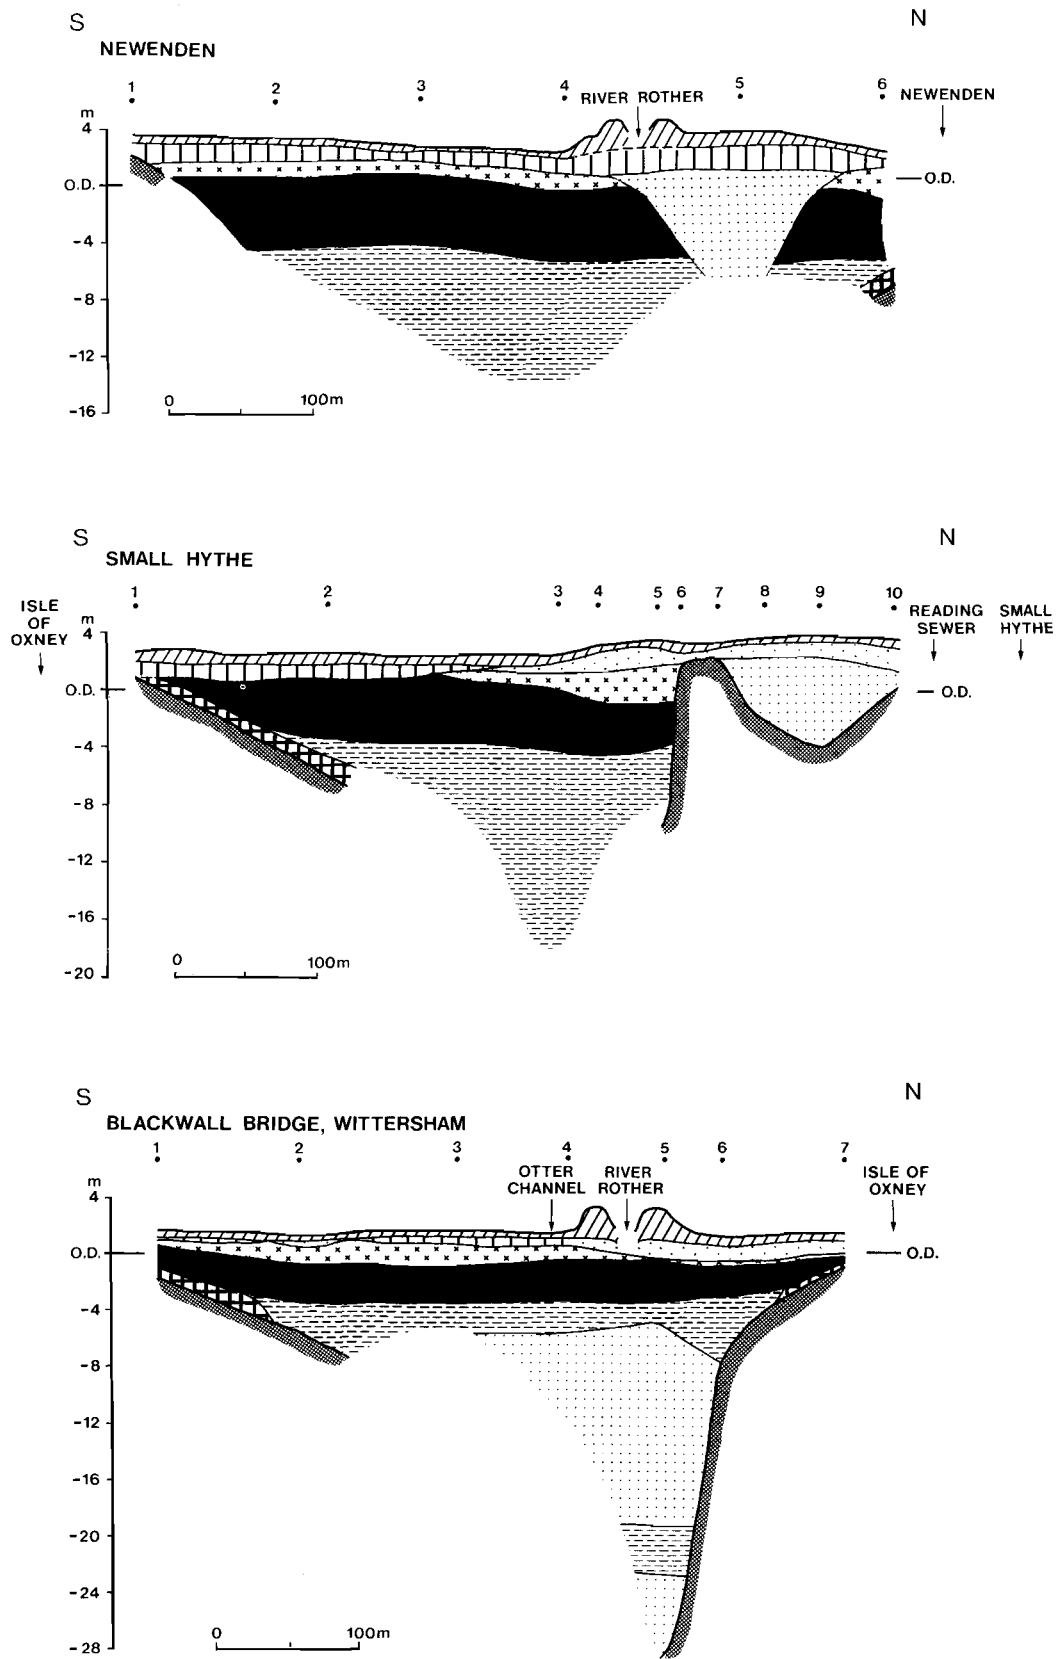 S N
NEWENDEN
1 2 3 4 5 6
RIVER ROTHER NEWENDEN
m
4
O.D. O.D.
-4
-8
-12
0 100m
-16
S N
SMALL HYTHE
1 2 3 4 5 6 7 8 9 10
ISLE OF OXNEY READING SEWER SMALL HYTHE
m
4
O.D. O.D.
-4
-8
-12
-16
0 100m
-20
S N
BLACKWALL BRIDGE, WITTERSHAM
1 2 3 4 5 6 7
OTTER CHANNEL RIVER ROTHER ISLE OF OXNEY
m
4
O.D. O.D.
-4
-8
-12
-16
-20
-24
0 100m
-28